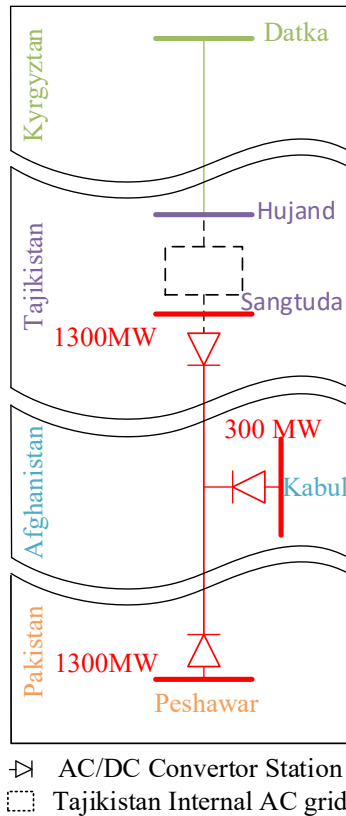 Kyrgyztan
Datka
Tajikistan
Hujand
Sangtuda
1300MW
Afghanistan
300 MW
Kabul
Pakistan
1300MW
Peshawar
AC/DC Convertor Station
Tajikistan Internal AC grid